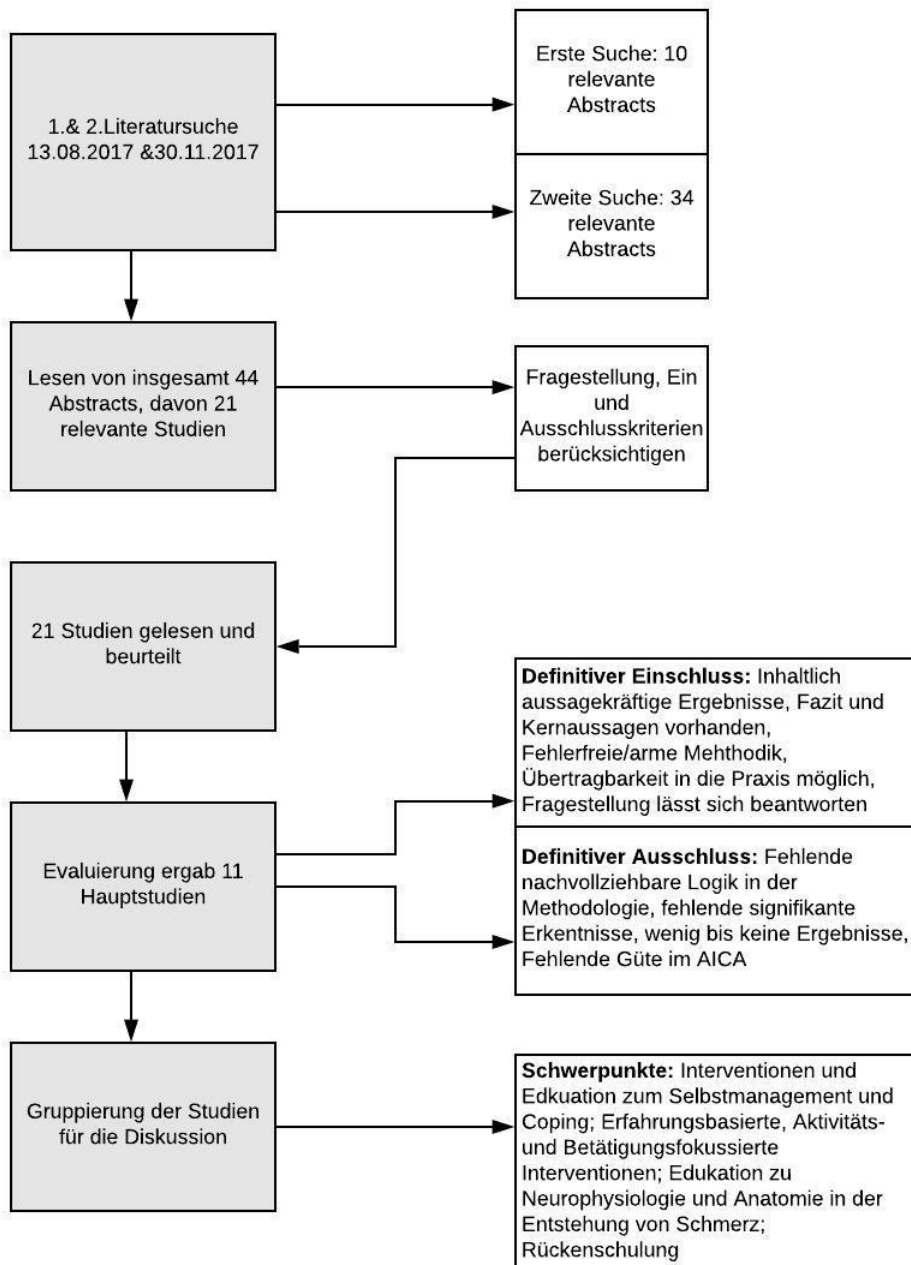 1.& 2.Literatursuche
13.08.2017 &30.11.2017
Erste Suche: 10
relevante
Abstracts
Zweite Suche: 34
relevante
Abstracts
Lesen von insgesamt 44
Abstracts, davon 21
relevante Studien
Fragestellung, Ein
und
Ausschlusskriterien
berücksichtigen
21 Studien gelesen und
beurteilt
Evaluierung ergab 11
Hauptstudien
Definitiver Einschluss: Inhaltlich
aussagekräftige Ergebnisse, Fazit und
Kernaussagen vorhanden,
Fehlerfreie/arme Mehthodik,
Übertragbarkeit in die Praxis möglich,
Fragestellung lässt sich beantworten
Definitiver Ausschluss: Fehlende
nachvollziehbare Logik in der
Methodologie, fehlende signifikante
Erkentnisse, wenig bis keine Ergebnisse,
Fehlende Güte im AICA
Gruppierung der Studien
für die Diskussion
Schwerpunkte: Interventionen und
Edkuation zum Selbstmanagement und
Coping; Erfahrungsbasierte, Aktivitäts-
und Betätigungsfokussierte
Interventionen; Edukation zu
Neurophysiologie und Anatomie in der
Entstehung von Schmerz;
Rückenschulung